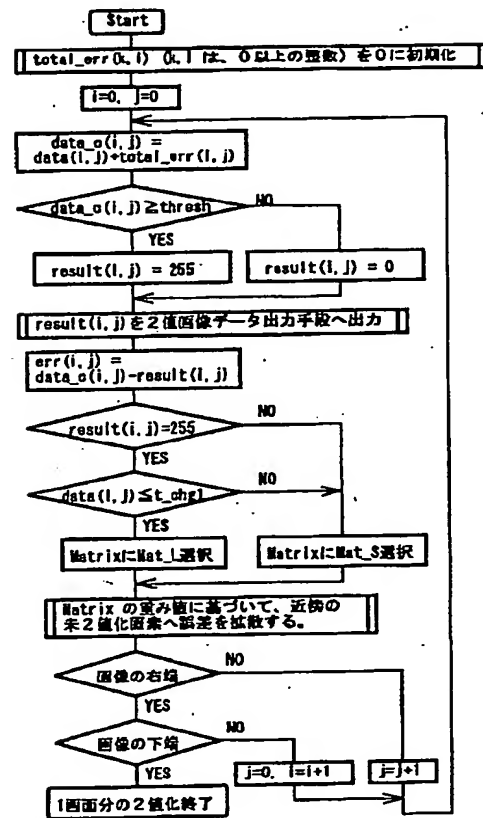 Start
total_err(k, l) (k, l は、0以上の整数) を0に初期化
i=0, j=0
data_c(i, j) =
data(i, j)+total_err(i, j)
data_c(i, j)≧thresh
NO
YES
result(i, j) = 255
result(i, j) = 0
result(i, j)を2値画像データ出力手段へ出力
err(i, j) =
data_c(i, j)-result(i, j)
result(i, j)=255
NO
YES
data(i, j)≦t_chg1
NO
YES
MatrixにMat_L選択
MatrixにMat_S選択
Matrix の重み値に基づいて、近傍の
未2値化画素へ誤差を拡散する。
画像の右端
NO
YES
画像の下端
NO
YES
j=0, i=i+1
j=j+1
1画面分の2値化終了